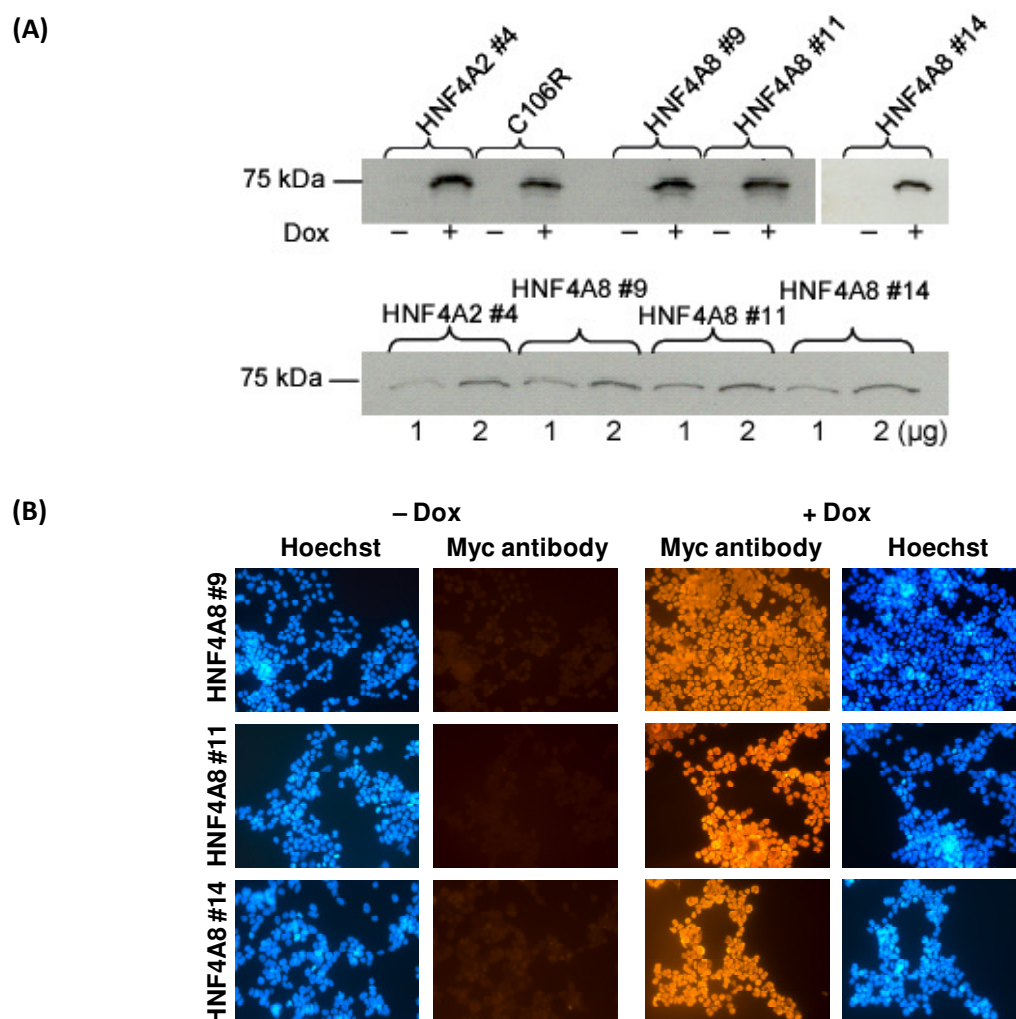 (A)
HNF4A2 #4 C106R HNF4A8 #9 HNF4A8 #11 HNF4A8 #14
75 kDa
Dox – + – + – + – + – +
HNF4A2 #4 HNF4A8 #9 HNF4A8 #11 HNF4A8 #14
75 kDa
1 2 1 2 1 2 1 2 (µg)
(B)
– Dox + Dox
Hoechst Myc antibody Myc antibody Hoechst
HNF4A8 #9
HNF4A8 #11
HNF4A8 #14